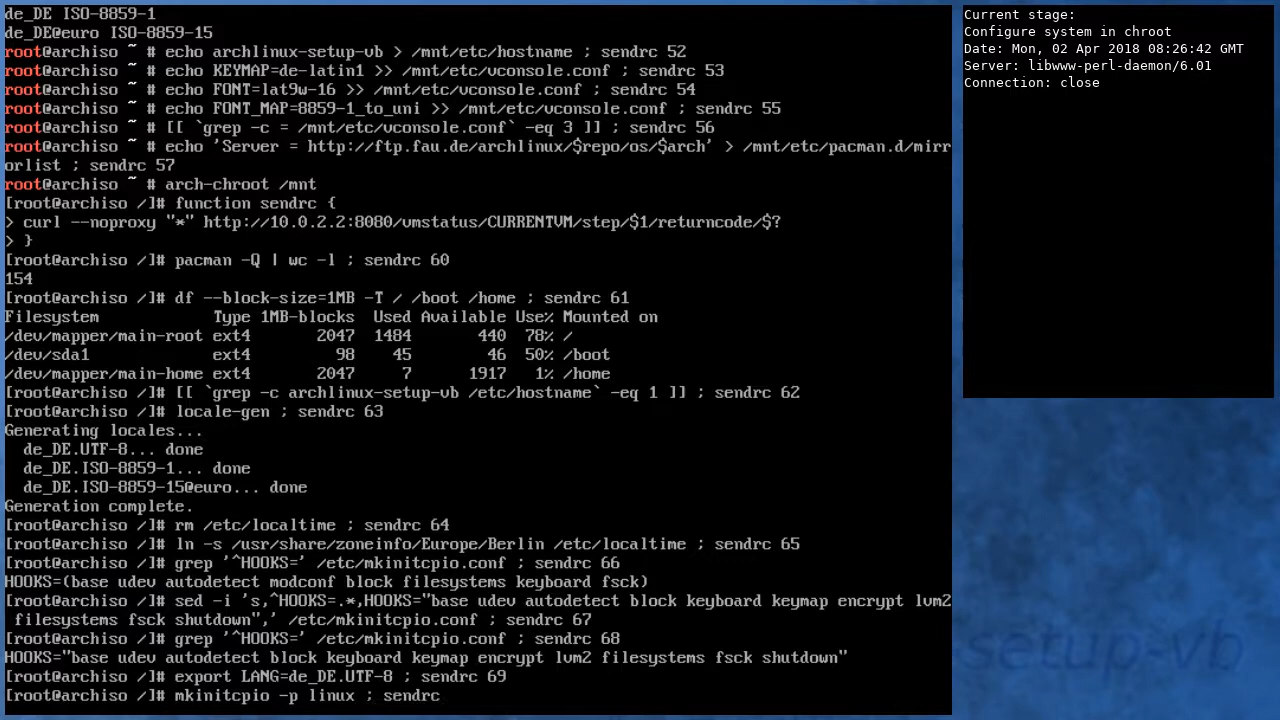 de_DE ISO-8859-1
de_DE@euro ISO-8859-15
root@archiso ~ # echo archlinux-setup-vb > /mnt/etc/hostname ; sendrc 52
root@archiso ~ # echo KEYMAP=de-latin1 >> /mnt/etc/vconsole.conf ; sendrc 53
root@archiso ~ # echo FONT=lat9w-16 >> /mnt/etc/vconsole.conf ; sendrc 54
root@archiso ~ # echo FONT_MAP=8859-1_to_uni >> /mnt/etc/vconsole.conf ; sendrc 55
root@archiso ~ # [[ `grep -c = /mnt/etc/vconsole.conf` -eq 3 ]] ; sendrc 56
root@archiso ~ # echo 'Server = http://ftp.fau.de/archlinux/$repo/os/$arch' > /mnt/etc/pacman.d/mirr
orlist ; sendrc 57
root@archiso ~ # arch-chroot /mnt
[root@archiso /]# function sendrc {
> curl --noproxy "*" http://10.0.2.2:8080/vmstatus/CURRENTVM/step/$1/returncode/$?
> }
[root@archiso /]# pacman -Q | wc -l ; sendrc 60
154
[root@archiso /]# df --block-size=1MB -T / /boot /home ; sendrc 61
Filesystem            Type 1MB-blocks  Used Available Use% Mounted on
/dev/mapper/main-root ext4       2047  1484       440  78% /
/dev/sda1             ext4         98    45        46  50% /boot
/dev/mapper/main-home ext4       2047     7      1917   1% /home
[root@archiso /]# [[ `grep -c archlinux-setup-vb /etc/hostname` -eq 1 ]] ; sendrc 62
[root@archiso /]# locale-gen ; sendrc 63
Generating locales...
  de_DE.UTF-8... done
  de_DE.ISO-8859-1... done
  de_DE.ISO-8859-15@euro... done
Generation complete.
[root@archiso /]# rm /etc/localtime ; sendrc 64
[root@archiso /]# ln -s /usr/share/zoneinfo/Europe/Berlin /etc/localtime ; sendrc 65
[root@archiso /]# grep '^HOOKS=' /etc/mkinitcpio.conf ; sendrc 66
HOOKS=(base udev autodetect modconf block filesystems keyboard fsck)
[root@archiso /]# sed -i 's,^HOOKS=.*,HOOKS="base udev autodetect block keyboard keymap encrypt lvm2
 filesystems fsck shutdown",' /etc/mkinitcpio.conf ; sendrc 67
[root@archiso /]# grep '^HOOKS=' /etc/mkinitcpio.conf ; sendrc 68
HOOKS="base udev autodetect block keyboard keymap encrypt lvm2 filesystems fsck shutdown"
[root@archiso /]# export LANG=de_DE.UTF-8 ; sendrc 69
[root@archiso /]# mkinitcpio -p linux ; sendrc
Current stage:
Configure system in chroot
Date: Mon, 02 Apr 2018 08:26:42 GMT
Server: libwww-perl-daemon/6.01
Connection: close
setup-vb